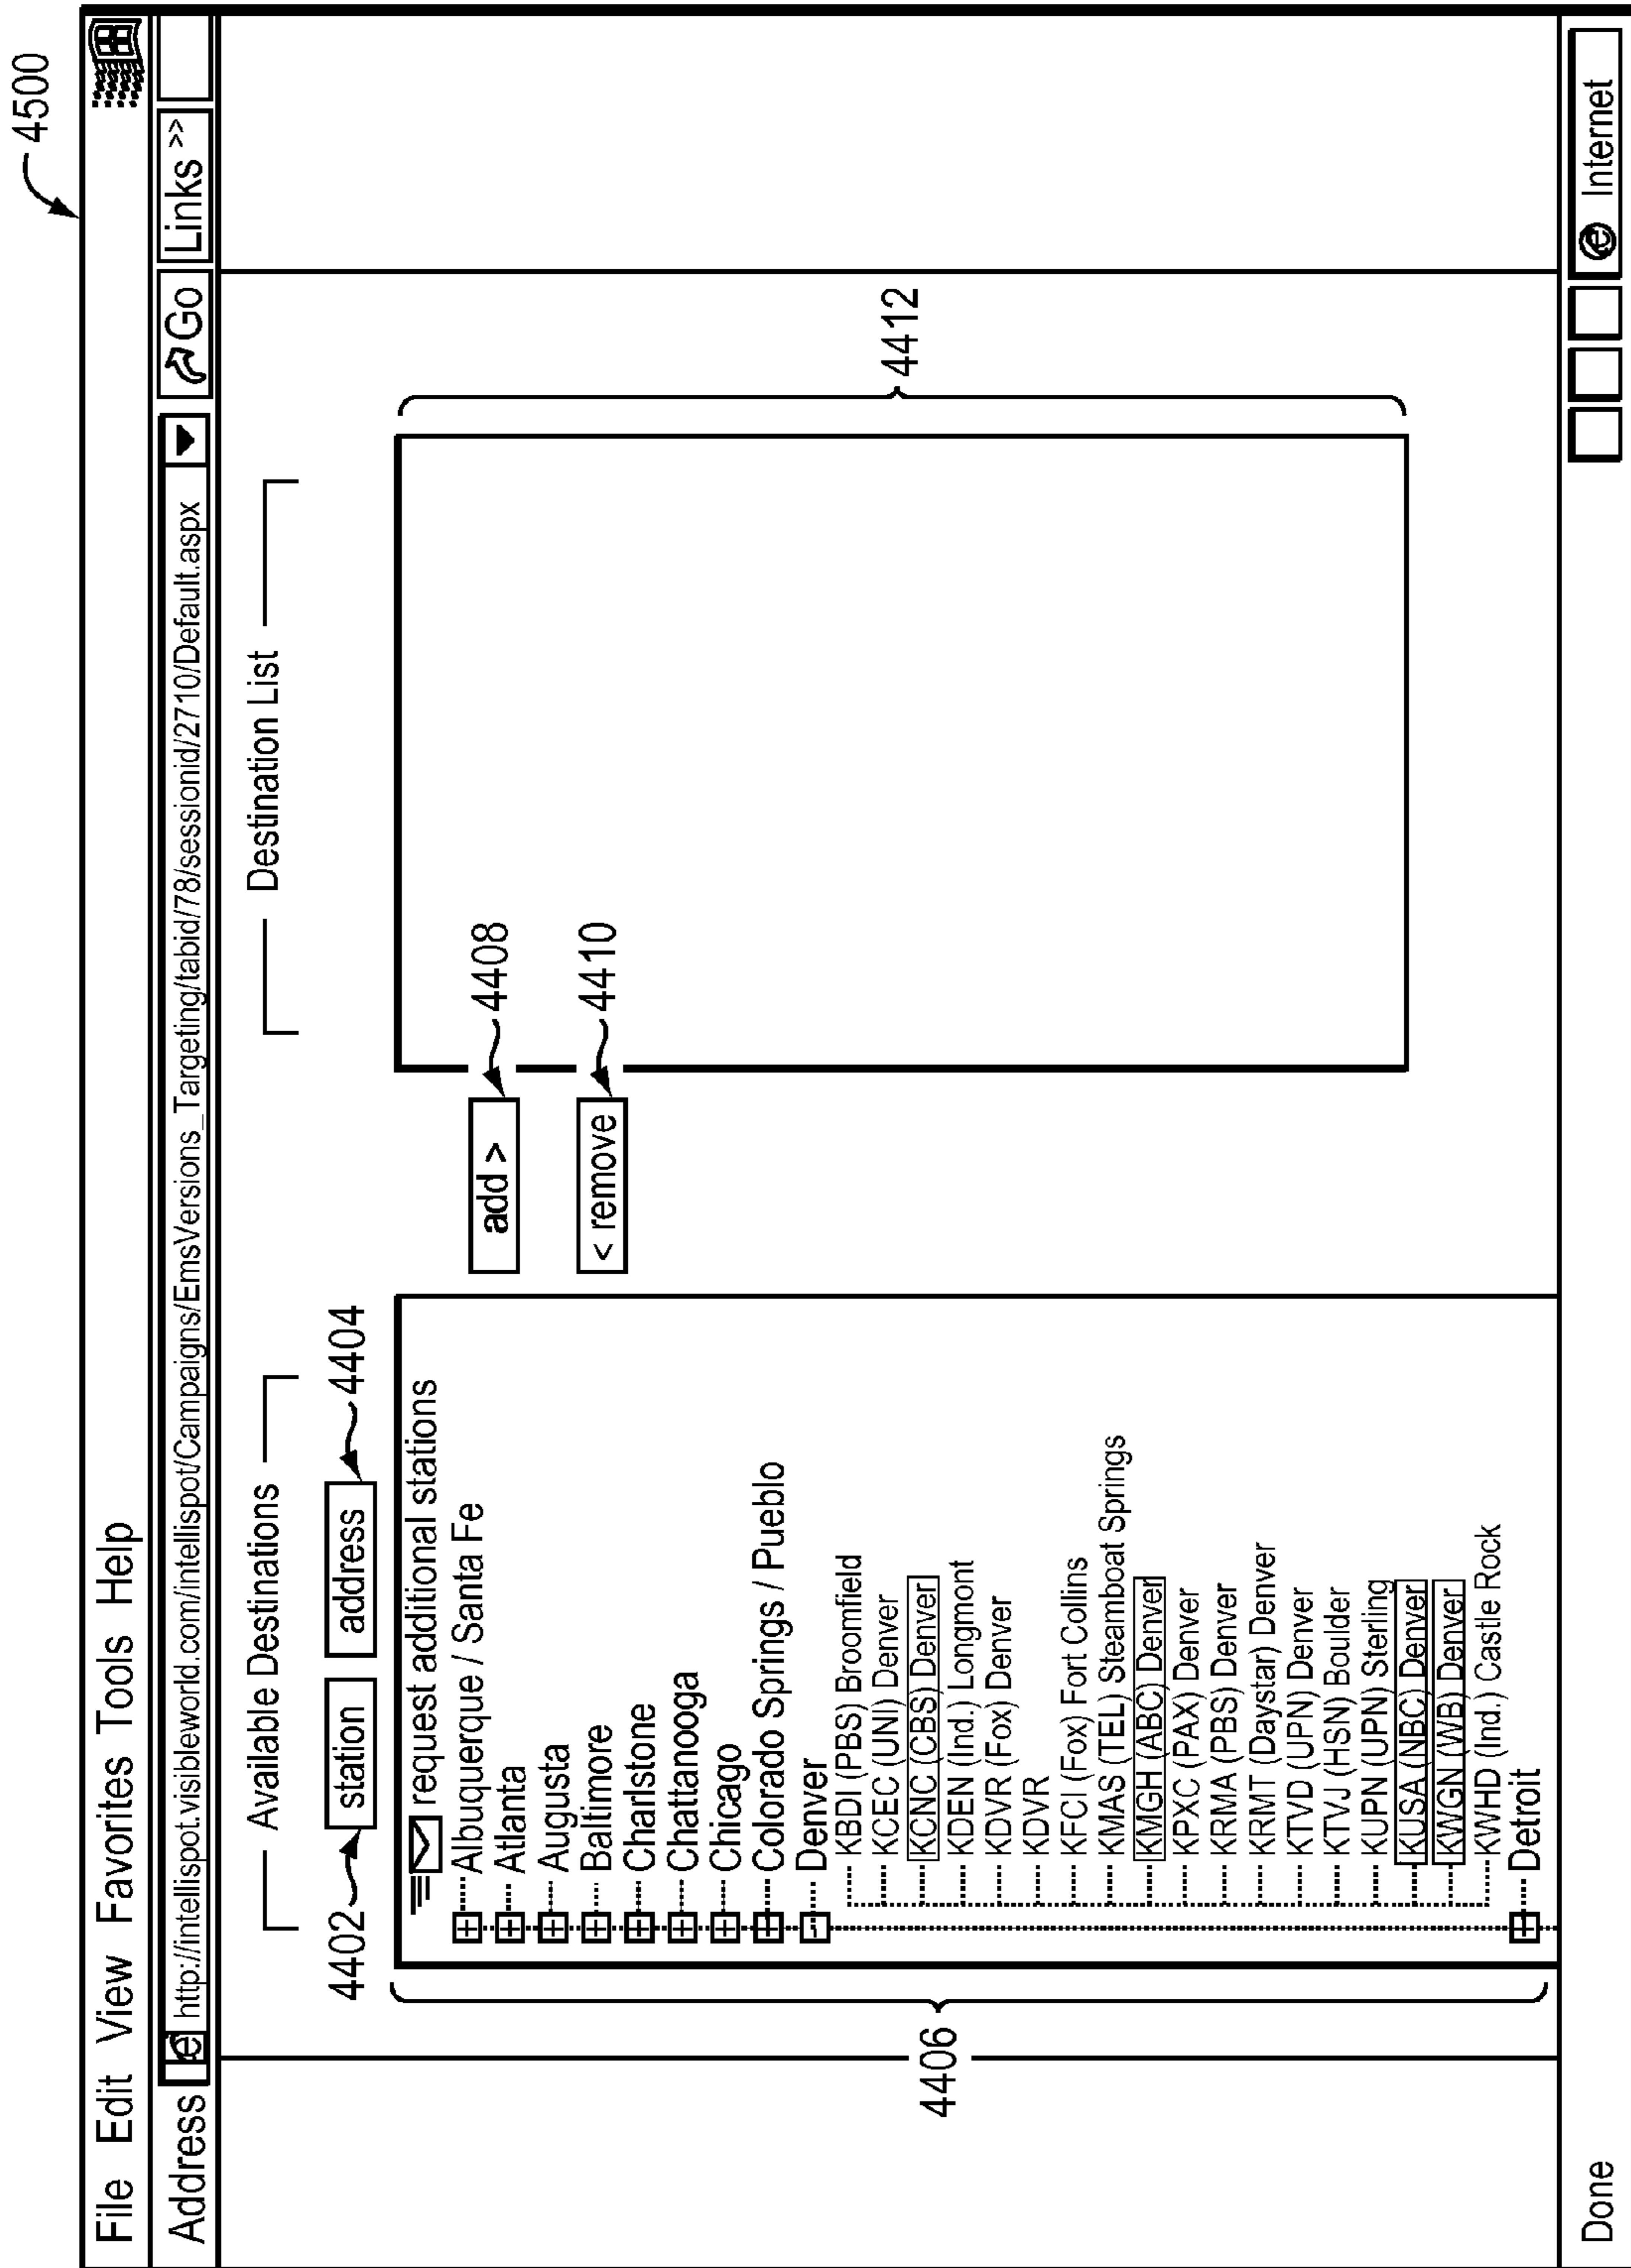 4500
File Edit View Favorites Tools Help
Address http://intellispot.visibleworld.com/intellispot/Campaigns/EmsVersions_Targeting/tabid/78/sessionid/2710/Default.aspx Go Links >>
Available Destinations
Destination List
4402 station address 4404
request additional stations
Albuquerque / Santa Fe
Atlanta
Augusta
Baltimore
Charlstone
Chattanooga
Chicago
Colorado Springs / Pueblo
Denver
KBDI (PBS) Broomfield
KCEC (UNI) Denver
KCNC (CBS) Denver
KDEN (Ind.) Longmont
KDVR (Fox) Denver
KDVR
KFCI (Fox) Fort Collins
KMAS (TEL) Steamboat Springs
KMGH (ABC) Denver
KPXC (PAX) Denver
KRMA (PBS) Denver
KRMT (Daystar) Denver
KTVD (UPN) Denver
KTVJ (HSN) Boulder
KUPN (UPN) Sterling
KUSA (NBC) Denver
KWGN (WB) Denver
KWHD (Ind.) Castle Rock
Detroit
4406
add > 4408
< remove 4410
4412
Done
Internet